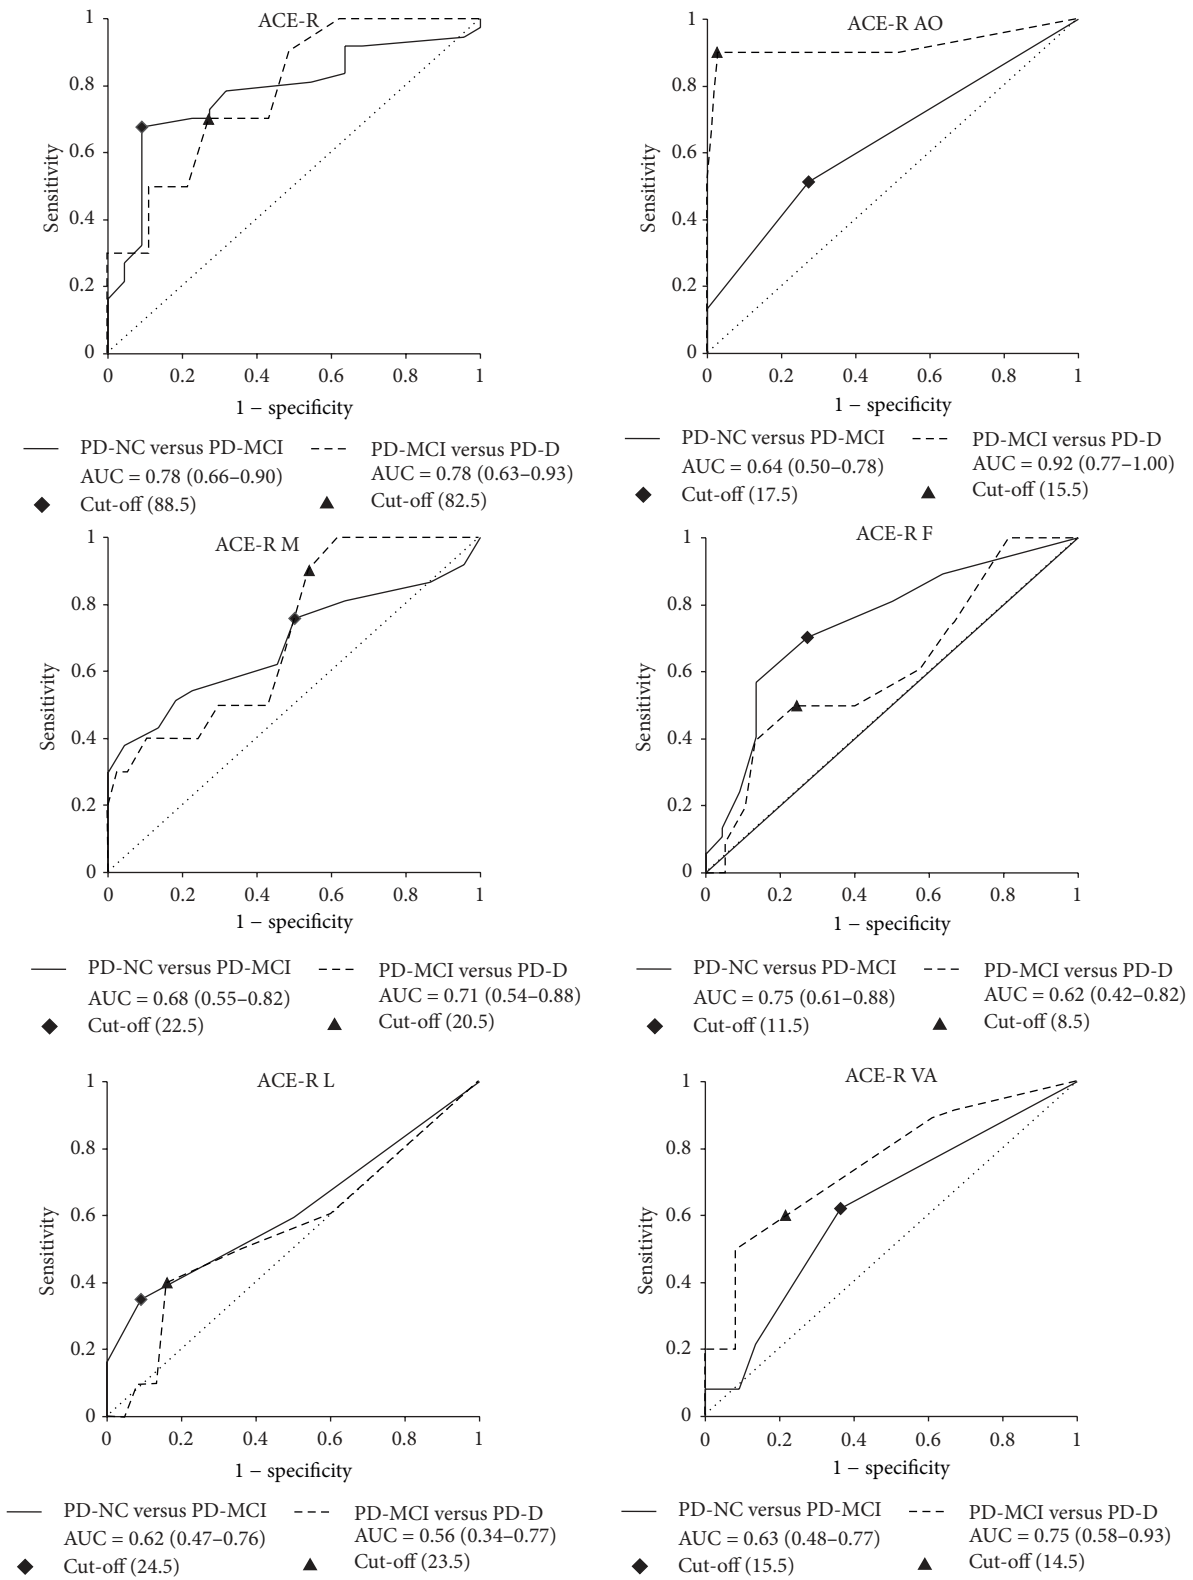 ACE-R
1
0.8
0.6
0.4
0.2
0
Sensitivity
0 0.2 0.4 0.6 0.8 1
1 − specificity
PD-NC versus PD-MCI
AUC = 0.78 (0.66–0.90)
Cut-off (88.5)
PD-MCI versus PD-D
AUC = 0.78 (0.63–0.93)
Cut-off (82.5)
ACE-R AO
1
0.8
0.6
0.4
0.2
0
Sensitivity
0 0.2 0.4 0.6 0.8 1
1 − specificity
PD-NC versus PD-MCI
AUC = 0.64 (0.50–0.78)
Cut-off (17.5)
PD-MCI versus PD-D
AUC = 0.92 (0.77–1.00)
Cut-off (15.5)
ACE-R M
1
0.8
0.6
0.4
0.2
0
Sensitivity
0 0.2 0.4 0.6 0.8 1
1 − specificity
PD-NC versus PD-MCI
AUC = 0.68 (0.55–0.82)
Cut-off (22.5)
PD-MCI versus PD-D
AUC = 0.71 (0.54–0.88)
Cut-off (20.5)
ACE-R F
1
0.8
0.6
0.4
0.2
0
Sensitivity
0 0.2 0.4 0.6 0.8 1
1 − specificity
PD-NC versus PD-MCI
AUC = 0.75 (0.61–0.88)
Cut-off (11.5)
PD-MCI versus PD-D
AUC = 0.62 (0.42–0.82)
Cut-off (8.5)
ACE-R L
1
0.8
0.6
0.4
0.2
0
Sensitivity
0 0.2 0.4 0.6 0.8 1
1 − specificity
PD-NC versus PD-MCI
AUC = 0.62 (0.47–0.76)
Cut-off (24.5)
PD-MCI versus PD-D
AUC = 0.56 (0.34–0.77)
Cut-off (23.5)
ACE-R VA
1
0.8
0.6
0.4
0.2
0
Sensitivity
0 0.2 0.4 0.6 0.8 1
1 − specificity
PD-NC versus PD-MCI
AUC = 0.63 (0.48–0.77)
Cut-off (15.5)
PD-MCI versus PD-D
AUC = 0.75 (0.58–0.93)
Cut-off (14.5)